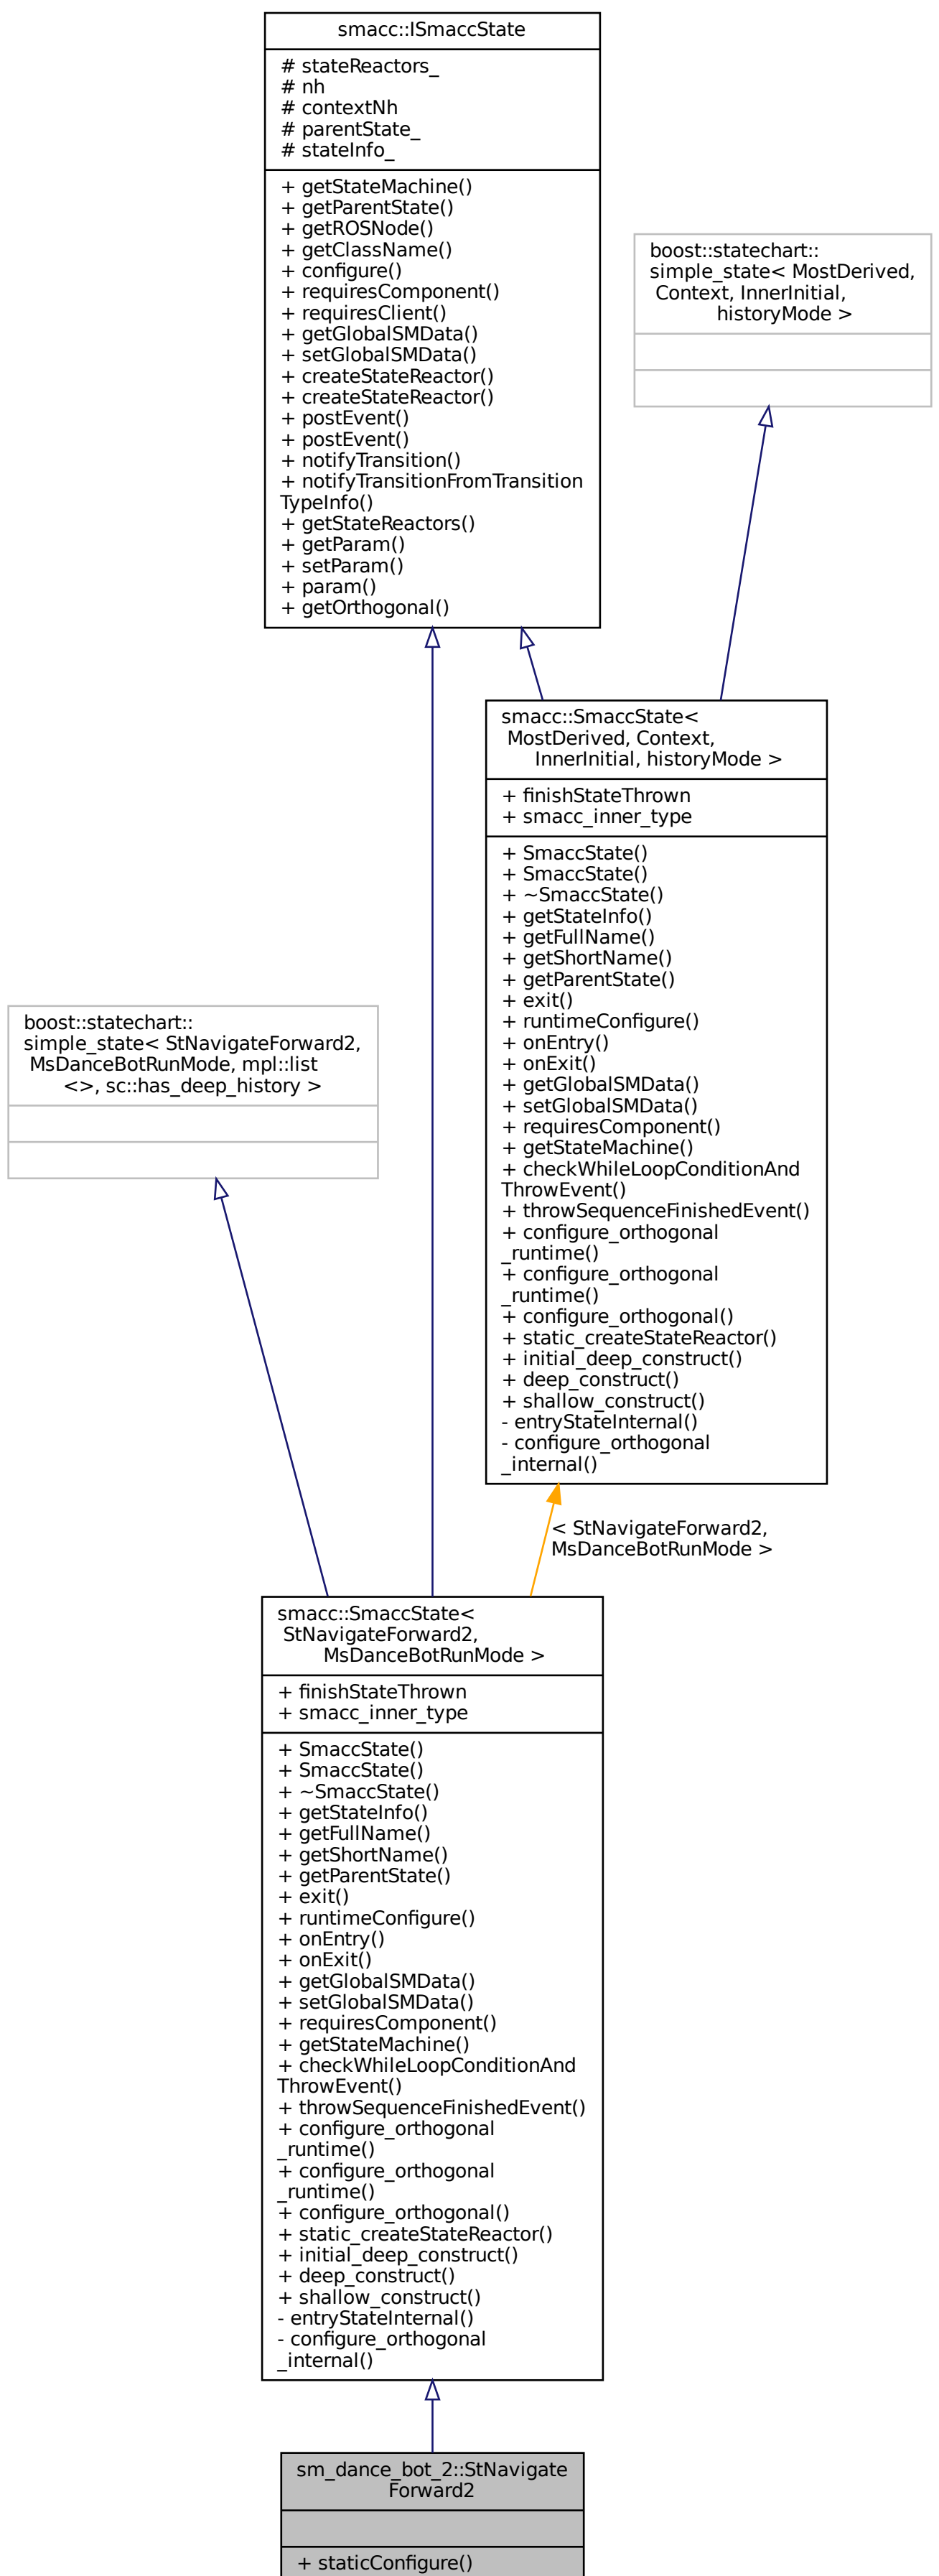 smacc::ISmaccState
# stateReactors_
# nh
# contextNh
# parentState_
# stateInfo_
+ getStateMachine()
+ getParentState()
+ getROSNode()
+ getClassName()
+ configure()
+ requiresComponent()
+ requiresClient()
+ getGlobalSMData()
+ setGlobalSMData()
+ createStateReactor()
+ createStateReactor()
+ postEvent()
+ postEvent()
+ notifyTransition()
+ notifyTransitionFromTransition
TypeInfo()
+ getStateReactors()
+ getParam()
+ setParam()
+ param()
+ getOrthogonal()
boost::statechart::
simple_state< MostDerived,
Context, InnerInitial,
historyMode >
smacc::SmaccState<
MostDerived, Context,
InnerInitial, historyMode >
+ finishStateThrown
+ smacc_inner_type
+ SmaccState()
+ SmaccState()
+ ~SmaccState()
+ getStateInfo()
+ getFullName()
+ getShortName()
+ getParentState()
+ exit()
+ runtimeConfigure()
+ onEntry()
+ onExit()
+ getGlobalSMData()
+ setGlobalSMData()
+ requiresComponent()
+ getStateMachine()
+ checkWhileLoopConditionAnd
ThrowEvent()
+ throwSequenceFinishedEvent()
+ configure_orthogonal
_runtime()
+ configure_orthogonal
_runtime()
+ configure_orthogonal()
+ static_createStateReactor()
+ initial_deep_construct()
+ deep_construct()
+ shallow_construct()
- entryStateInternal()
- configure_orthogonal
_internal()
boost::statechart::
simple_state< StNavigateForward2,
MsDanceBotRunMode, mpl::list
<>, sc::has_deep_history >
< StNavigateForward2,
MsDanceBotRunMode >
smacc::SmaccState<
StNavigateForward2,
MsDanceBotRunMode >
+ finishStateThrown
+ smacc_inner_type
+ SmaccState()
+ SmaccState()
+ ~SmaccState()
+ getStateInfo()
+ getFullName()
+ getShortName()
+ getParentState()
+ exit()
+ runtimeConfigure()
+ onEntry()
+ onExit()
+ getGlobalSMData()
+ setGlobalSMData()
+ requiresComponent()
+ getStateMachine()
+ checkWhileLoopConditionAnd
ThrowEvent()
+ throwSequenceFinishedEvent()
+ configure_orthogonal
_runtime()
+ configure_orthogonal
_runtime()
+ configure_orthogonal()
+ static_createStateReactor()
+ initial_deep_construct()
+ deep_construct()
+ shallow_construct()
- entryStateInternal()
- configure_orthogonal
_internal()
sm_dance_bot_2::StNavigate
Forward2
+ staticConfigure()